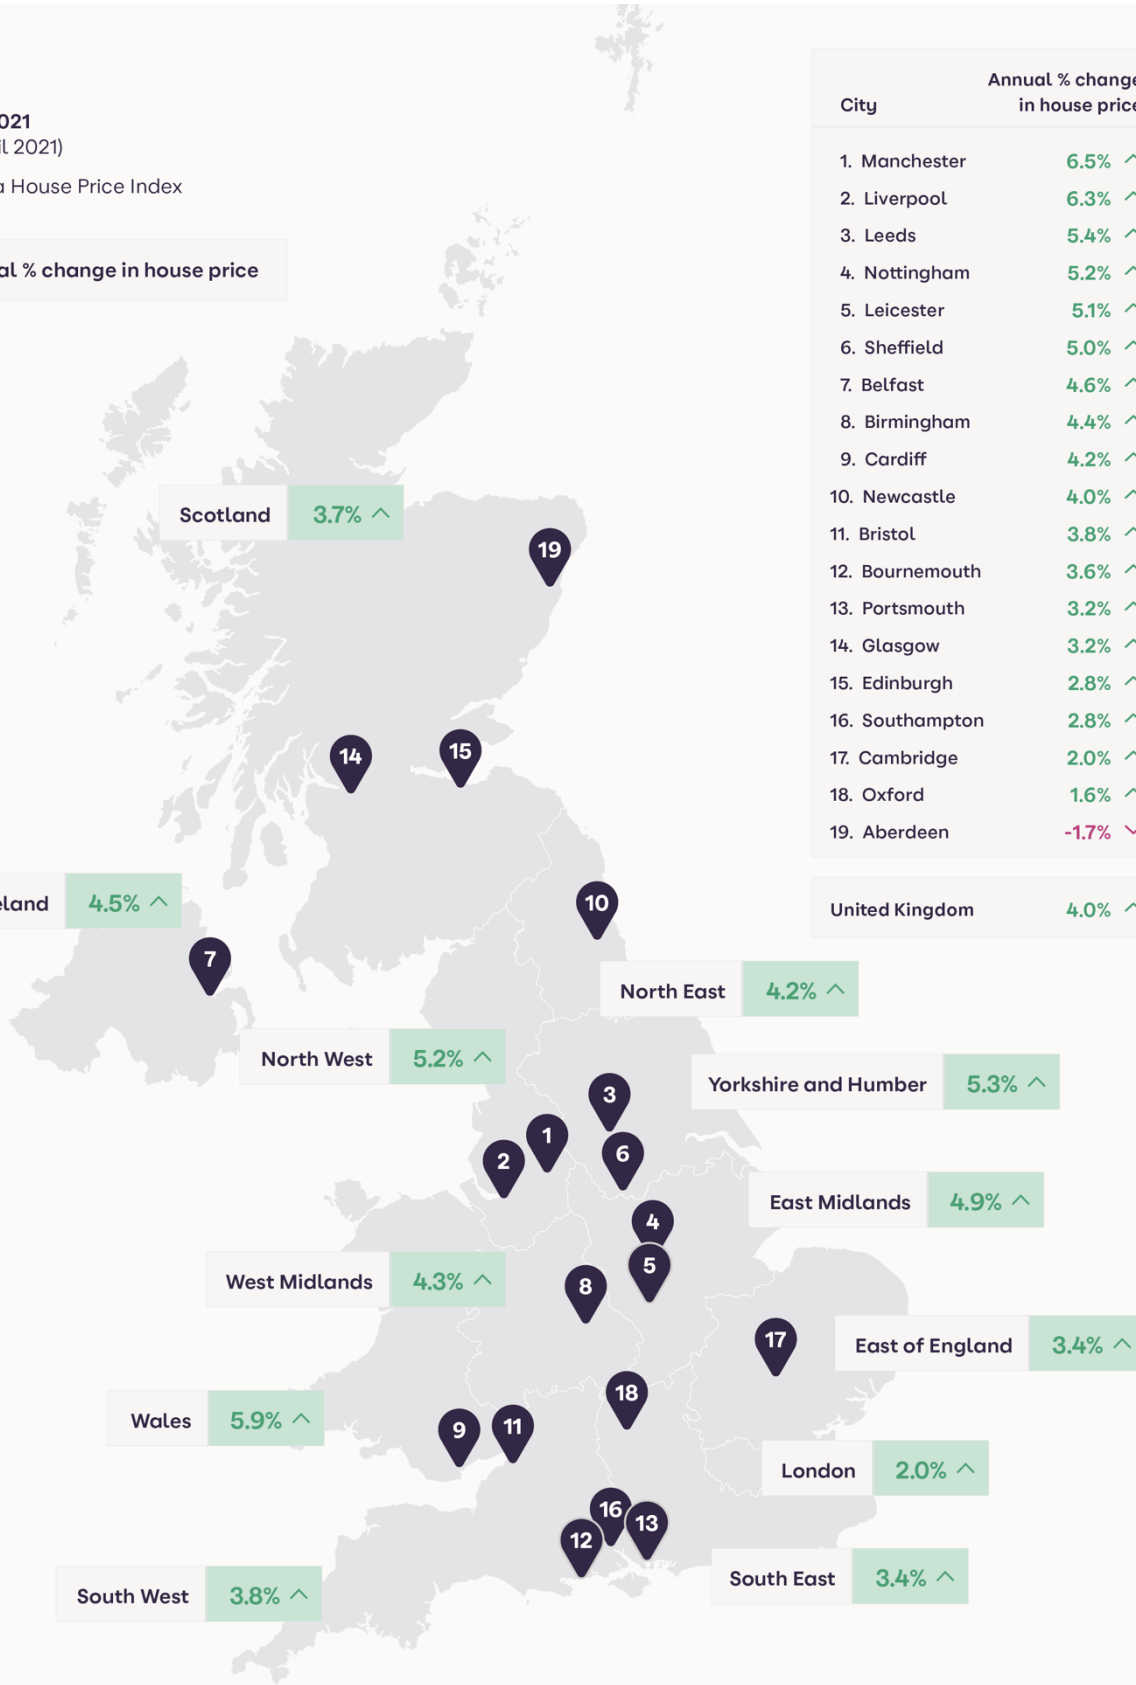 021
il 2021)
a House Price Index
al % change in house price
City
Annual % change
in house price
1. Manchester 6.5%
2. Liverpool 6.3%
3. Leeds 5.4%
4. Nottingham 5.2%
5. Leicester 5.1%
6. Sheffield 5.0%
7. Belfast 4.6%
8. Birmingham 4.4%
9. Cardiff 4.2%
10. Newcastle 4.0%
11. Bristol 3.8%
12. Bournemouth 3.6%
13. Portsmouth 3.2%
14. Glasgow 3.2%
15. Edinburgh 2.8%
16. Southampton 2.8%
17. Cambridge 2.0%
18. Oxford 1.6%
19. Aberdeen -1.7%
United Kingdom 4.0%
Scotland 3.7%
19
14
15
eland 4.5%
10
7
North East 4.2%
North West 5.2%
Yorkshire and Humber 5.3%
3
1
6
2
East Midlands 4.9%
4
5
West Midlands 4.3%
8
17
East of England 3.4%
18
Wales 5.9%
9
11
London 2.0%
16
13
12
South East 3.4%
South West 3.8%